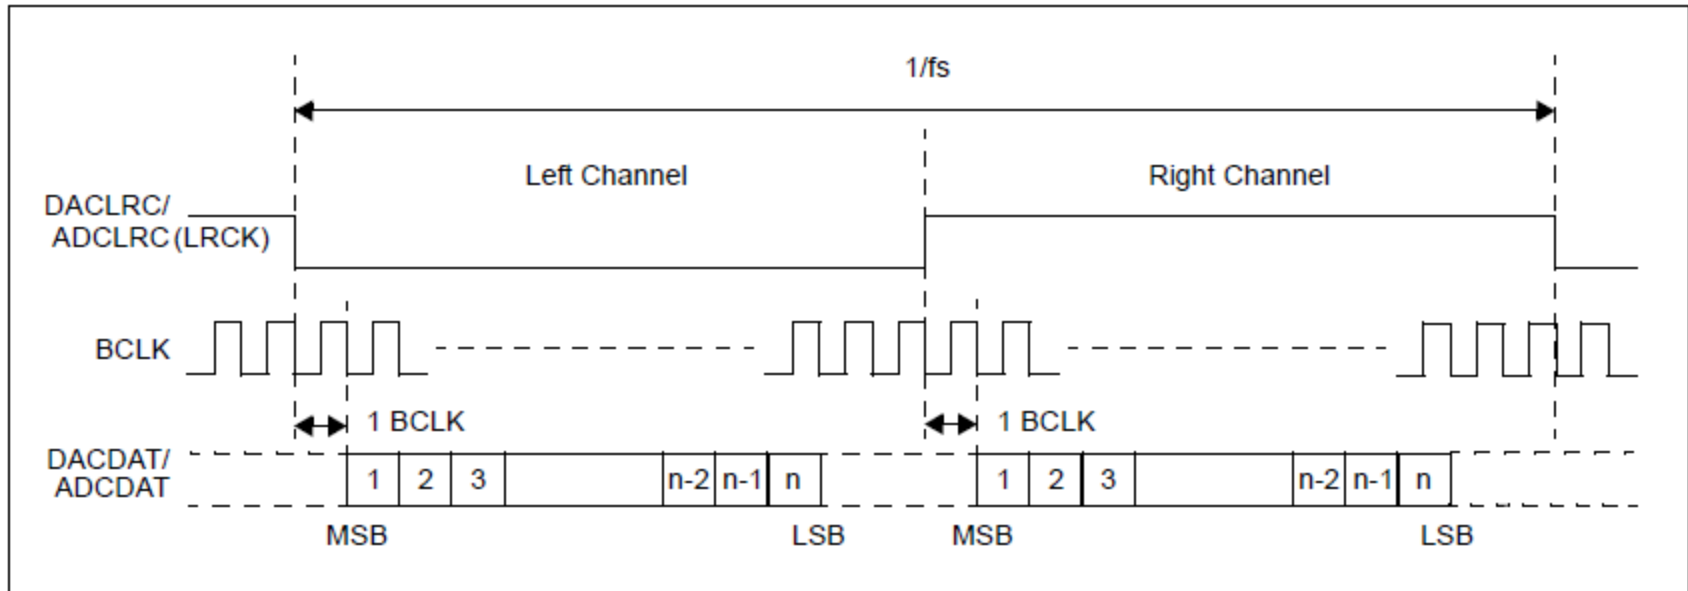 1/fs
Left Channel
Right Channel
DACLRC/
ADCLRC (LRCK)
BCLK
1 BCLK
1 BCLK
DACDAT/
ADCDAT
1 2 3 n-2 n-1 n
1 2 3 n-2 n-1 n
MSB
LSB
MSB
LSB